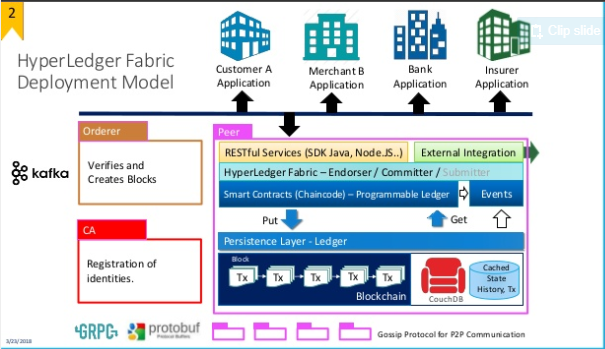 2
Clip slide
HyperLedger Fabric
Deployment Model
Customer A
Application
Merchant B
Application
Bank
Application
Insurer
Application
Orderer
Verifies and
Creates Blocks
kafka
CA
Registration of
identities.
Peer
RESTful Services (SDK Java, Node.JS..)
External Integration
HyperLedger Fabric – Endorser / Committer / Submitter
Smart Contracts (Chaincode) – Programmable Ledger
Events
Put
Get
Persistence Layer - Ledger
Block
Tx
Tx
Tx
Tx
Tx
Blockchain
CouchDB
Cached
State
History, Tx
GRPC
protobuf
Protocol Buffers
Gossip Protocol for P2P Communication
3/23/2018